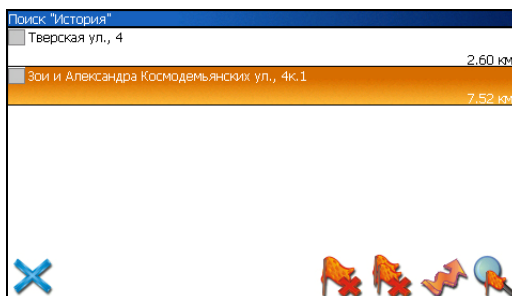 Поиск "История"
Тверская ул., 4
2.60 км
Зои и Александра Космодемьянских ул., 4к.1
7.52 км